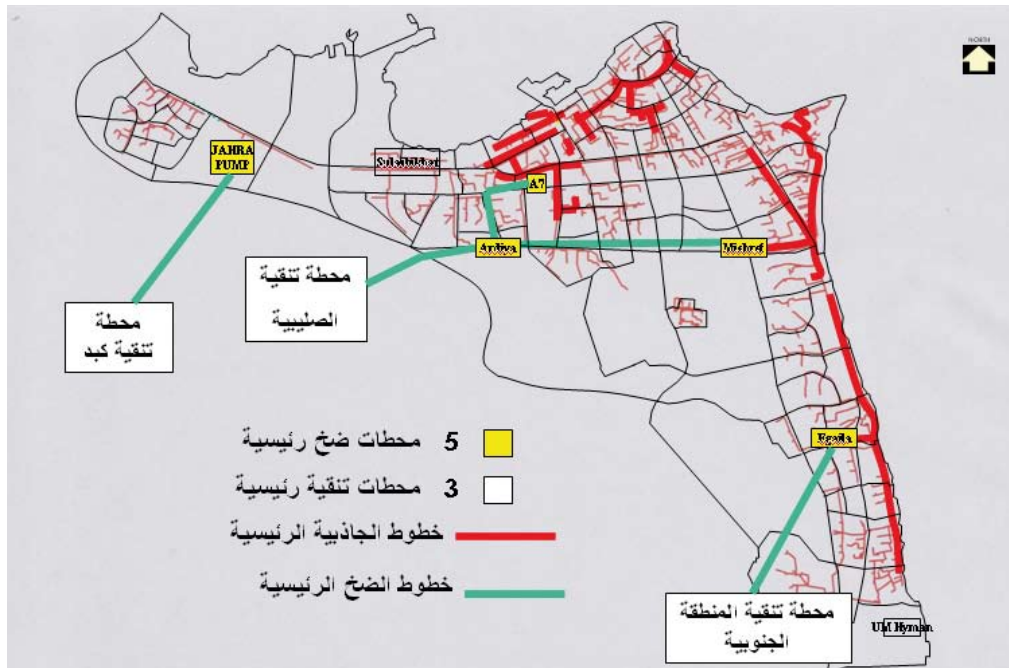 NORTH
JAHRA
PUMP
Sulaibikhat
A7
Ardiya
Mishref
محطة تنقية
الصليبية
محطة
تنقية كبد
Egaila
5 محطات ضخ رئيسية
3 محطات تنقية رئيسية
خطوط الجاذبية الرئيسية
خطوط الضخ الرئيسية
محطة تنقية المنطقة
الجنوبية
UM Hyman